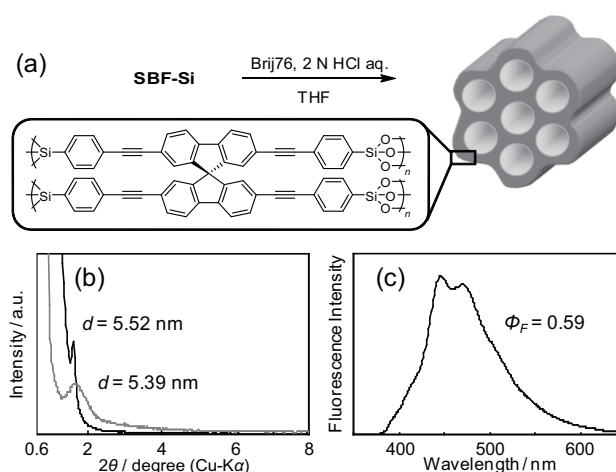 (a)
SBF-Si
Brij76, 2 N HCl aq.
THF
Si
Si
O
O
O
n
Si
Si
O
O
O
n
(b)
Intensity / a.u.
d = 5.52 nm
d = 5.39 nm
0.6 2 4 6 8
2θ / degree (Cu-Kα)
(c)
Fluorescence Intensity
ΦF = 0.59
400 500 600
Wavelength / nm